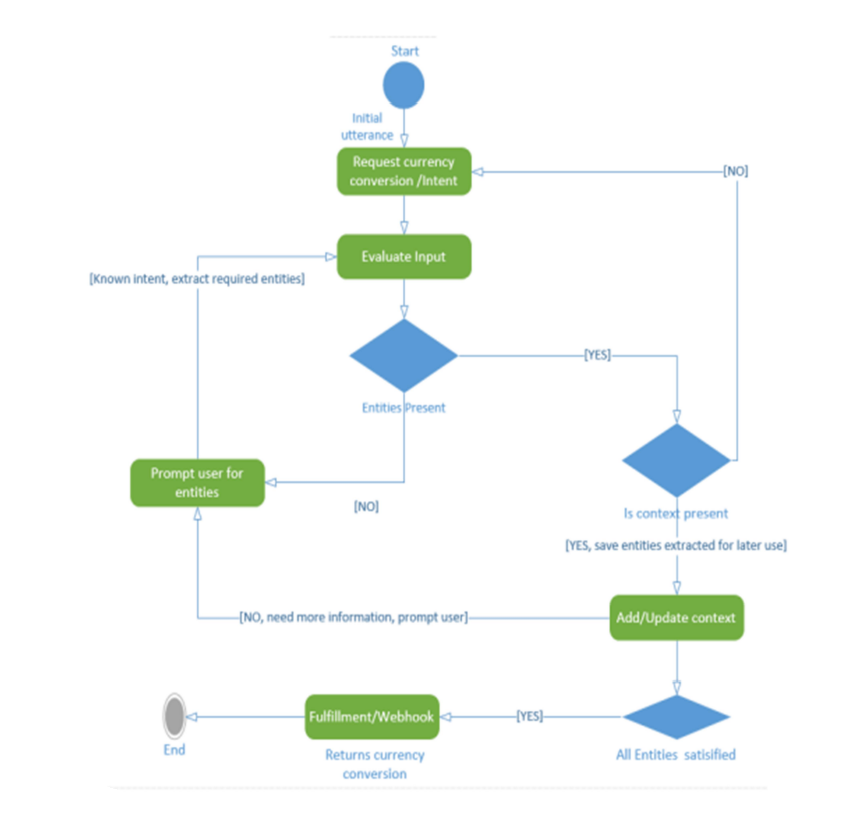 Start
Initial
utterance
Request currency
conversion /Intent
[NO]
Evaluate Input
[Known intent, extract required entities]
[YES]
Entities Present
Prompt user for
entities
[NO]
Is context present
[YES, save entities extracted for later use]
Add/Update context
[NO, need more information, prompt user]
Fulfillment/Webhook
[YES]
End
Returns currency
conversion
All Entities satisified